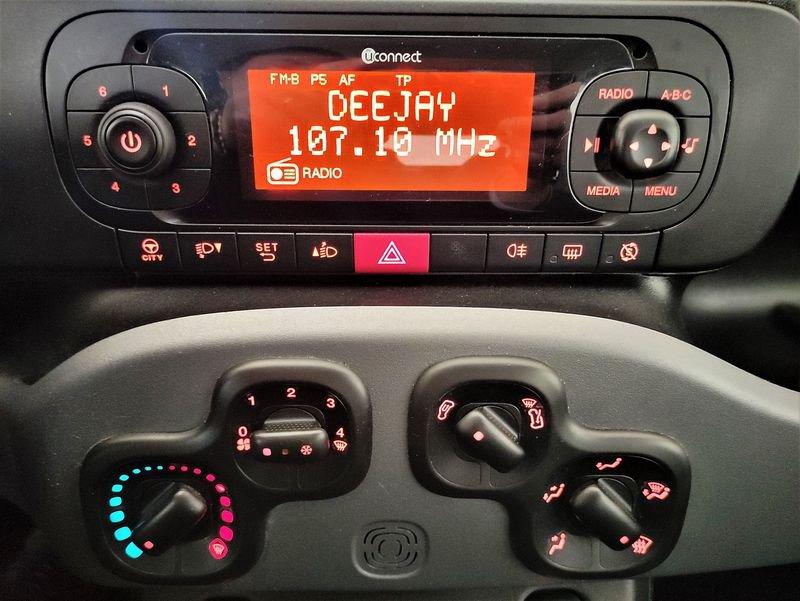 uconnect
FM-B P5 AF TP
DEEJAY
107.10 MHz
RADIO
6 1
5 2
4 3
RADIO A·B·C
MEDIA MENU
CITY
SET
0 1 2 3 4